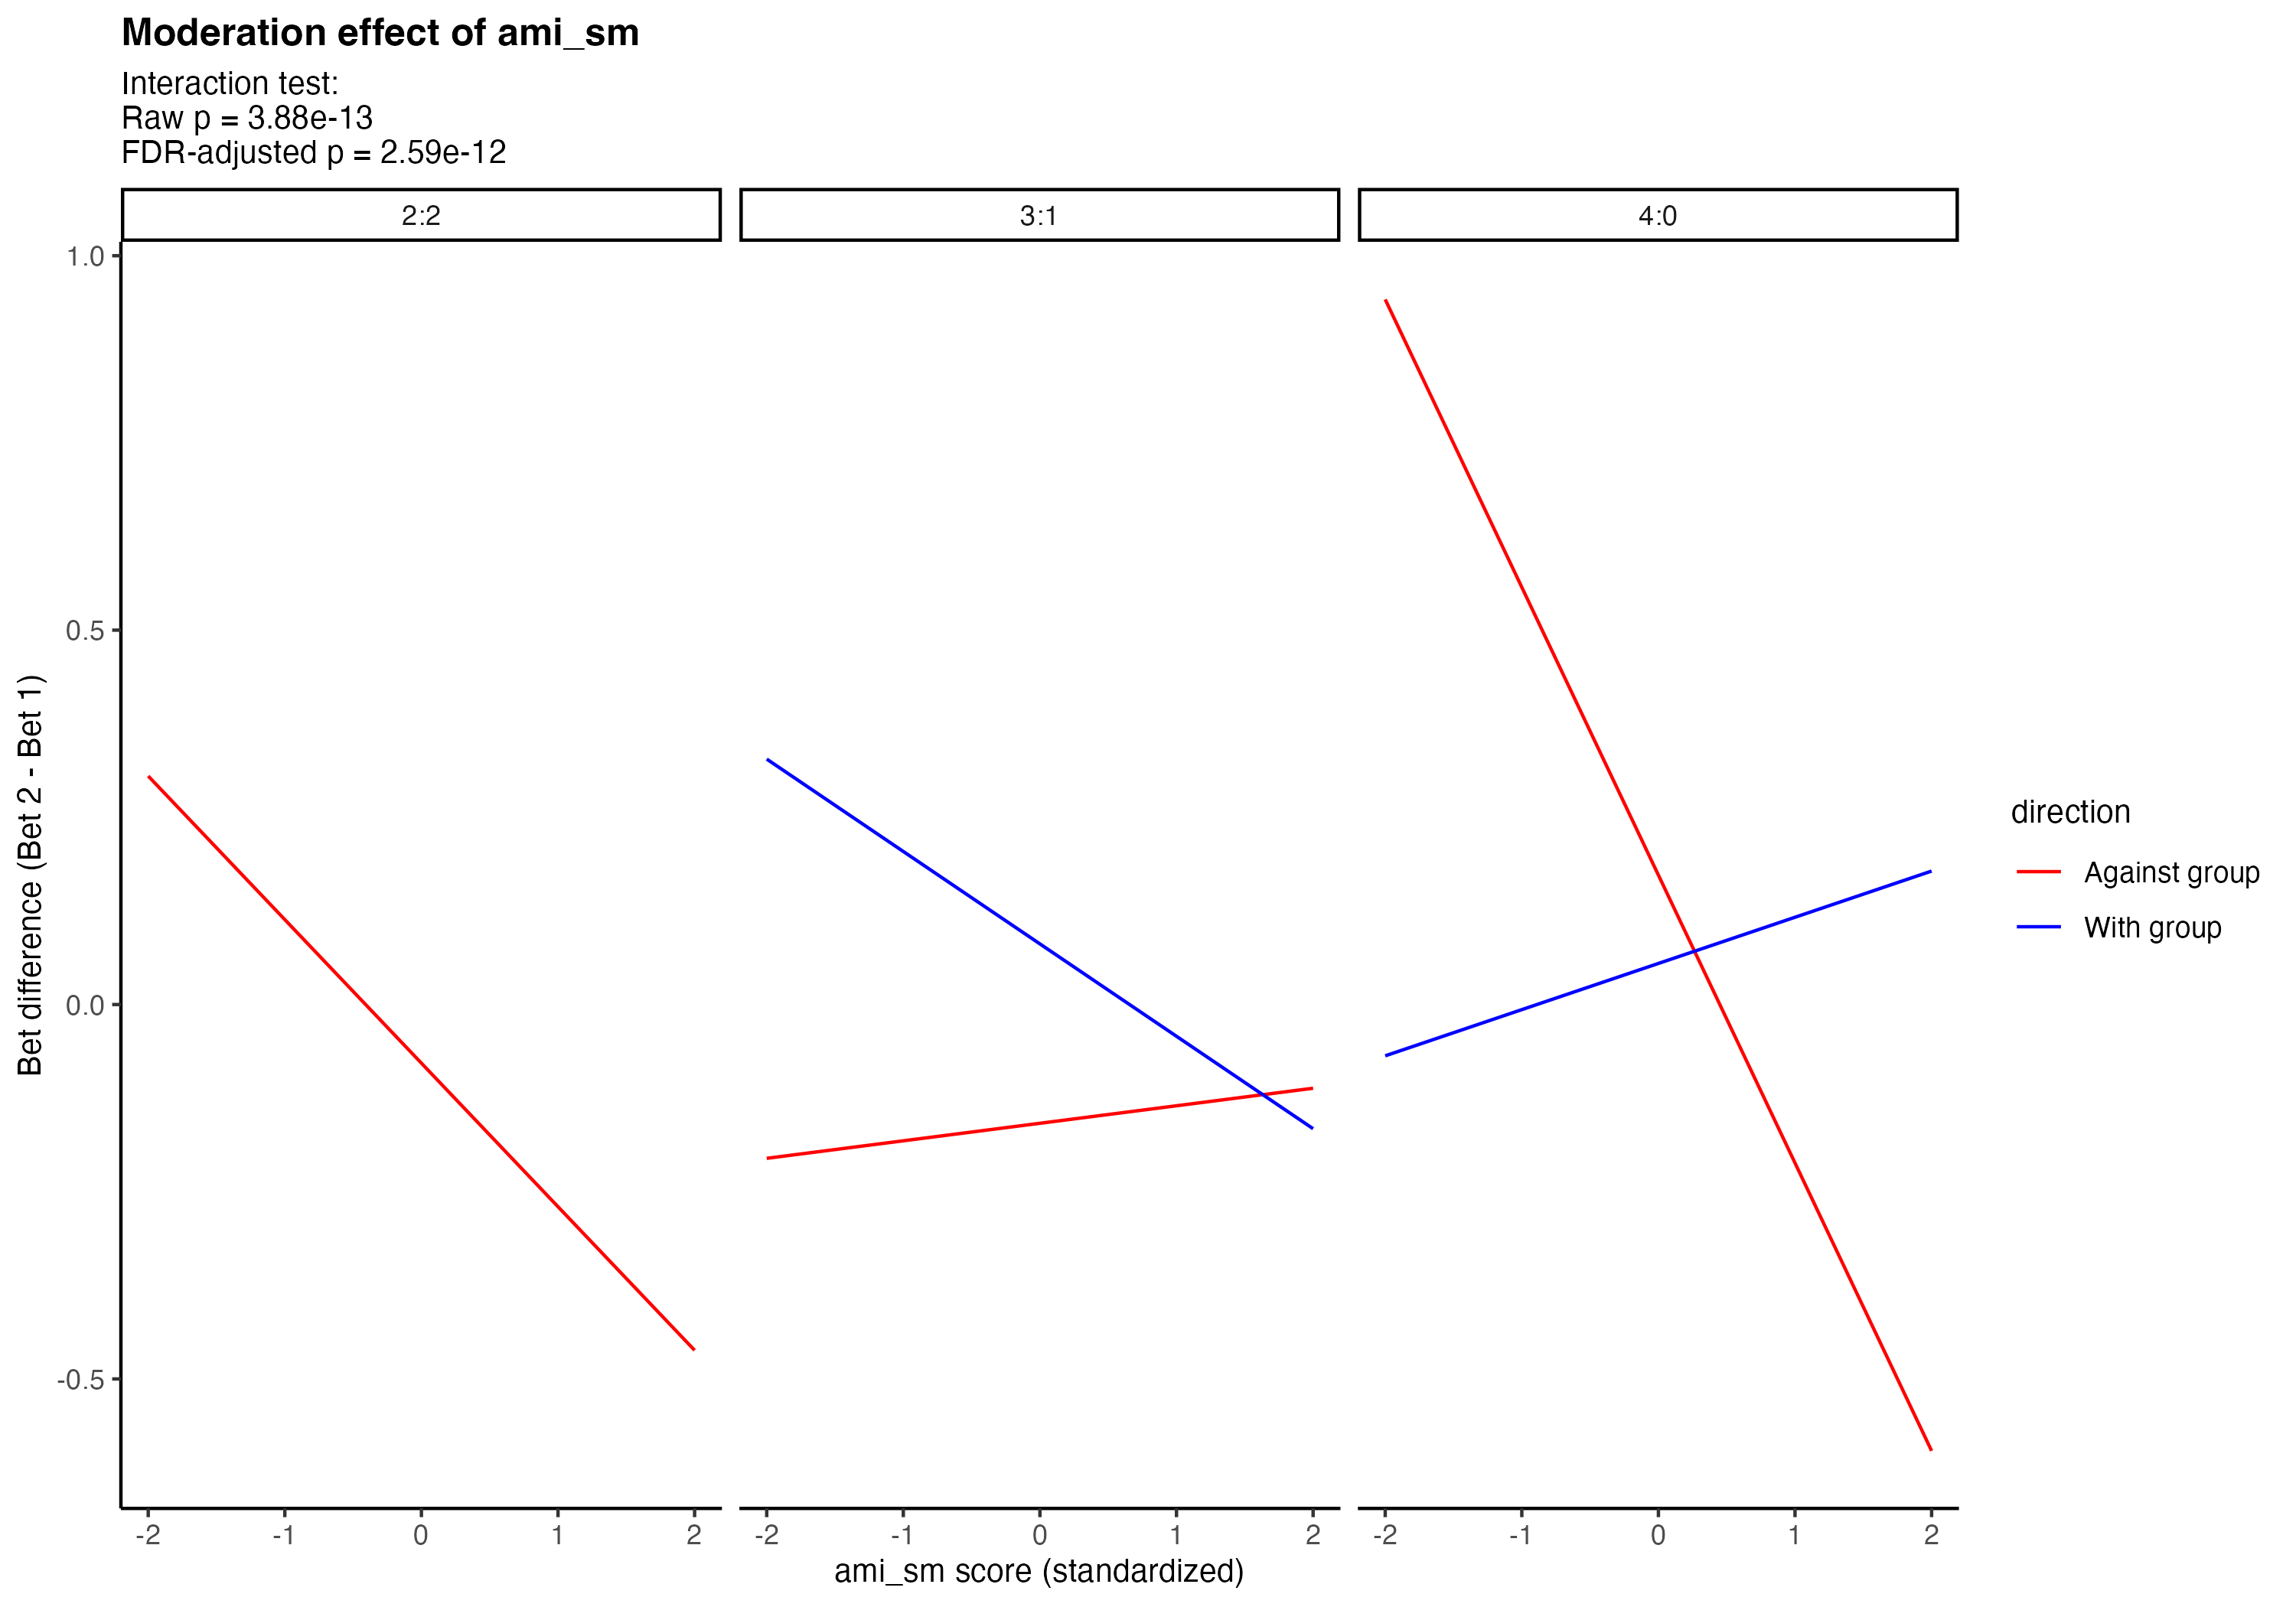 Moderation effect of ami_sm
Interaction test:
Raw p = 3.88e-13
FDR-adjusted p = 2.59e-12
2:2
3:1
4:0
1.0
0.5
0.0
-0.5
Bet difference (Bet 2 - Bet 1)
-2 -1 0 1 2
-2 -1 0 1 2
-2 -1 0 1 2
ami_sm score (standardized)
direction
Against group
With group